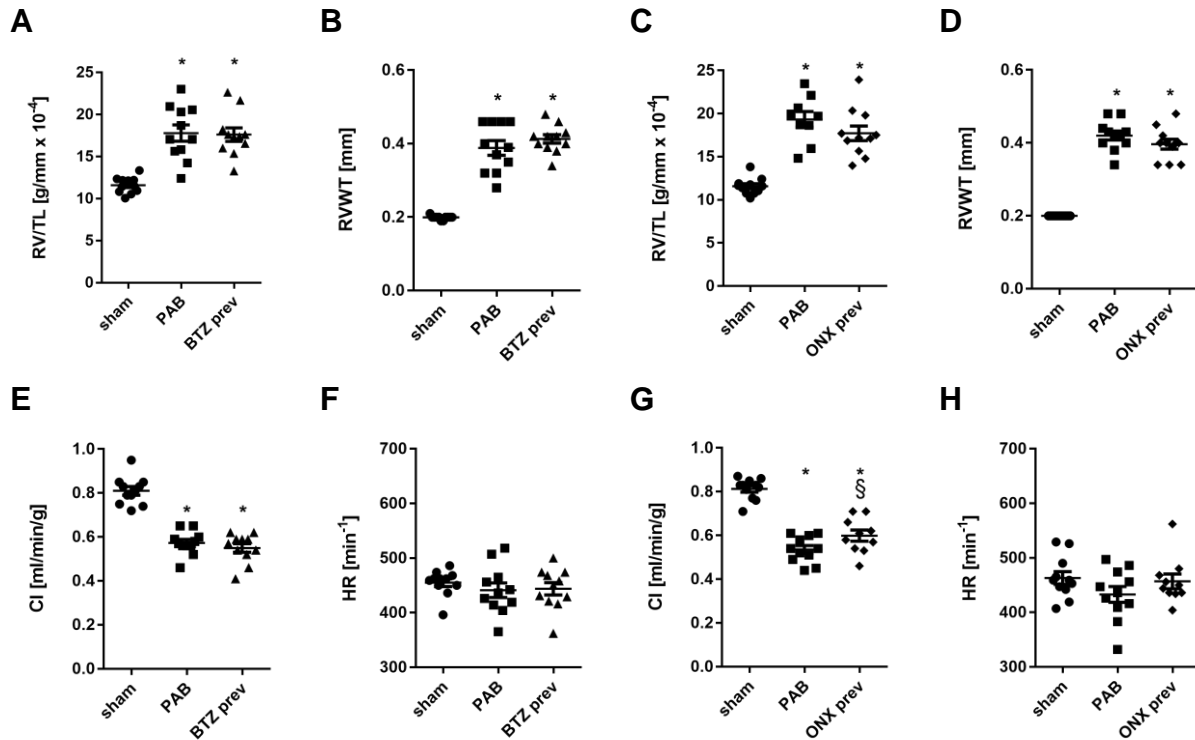 A
B
C
D
RV/TL [g/mm x 10⁻⁴]
25
20
15
10
5
0
* *
sham
PAB
BTZ prev
RVWT [mm]
0.6
0.4
0.2
0.0
* *
sham
PAB
BTZ prev
RV/TL [g/mm x 10⁻⁴]
25
20
15
10
5
0
* *
sham
PAB
ONX prev
RVWT [mm]
0.6
0.4
0.2
0.0
* *
sham
PAB
ONX prev
E
F
G
H
CI [ml/min/g]
1.0
0.8
0.6
0.4
0.2
0.0
* *
sham
PAB
BTZ prev
HR [min⁻¹]
700
600
500
400
300
sham
PAB
BTZ prev
CI [ml/min/g]
1.0
0.8
0.6
0.4
0.2
0.0
* *
§
sham
PAB
ONX prev
HR [min⁻¹]
700
600
500
400
300
sham
PAB
ONX prev